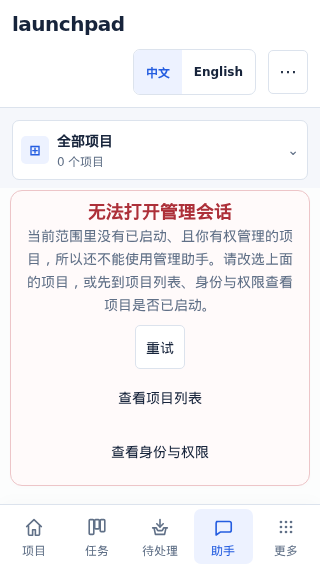 launchpad
中文
English
全部项目
0 个项目
无法打开管理会话
当前范围里没有已启动、且你有权管理的项
目，所以还不能使用管理助手。请改选上面
的项目，或先到项目列表、身份与权限查看
项目是否已启动。
重试
查看项目列表
查看身份与权限
项目
任务
待处理
助手
更多